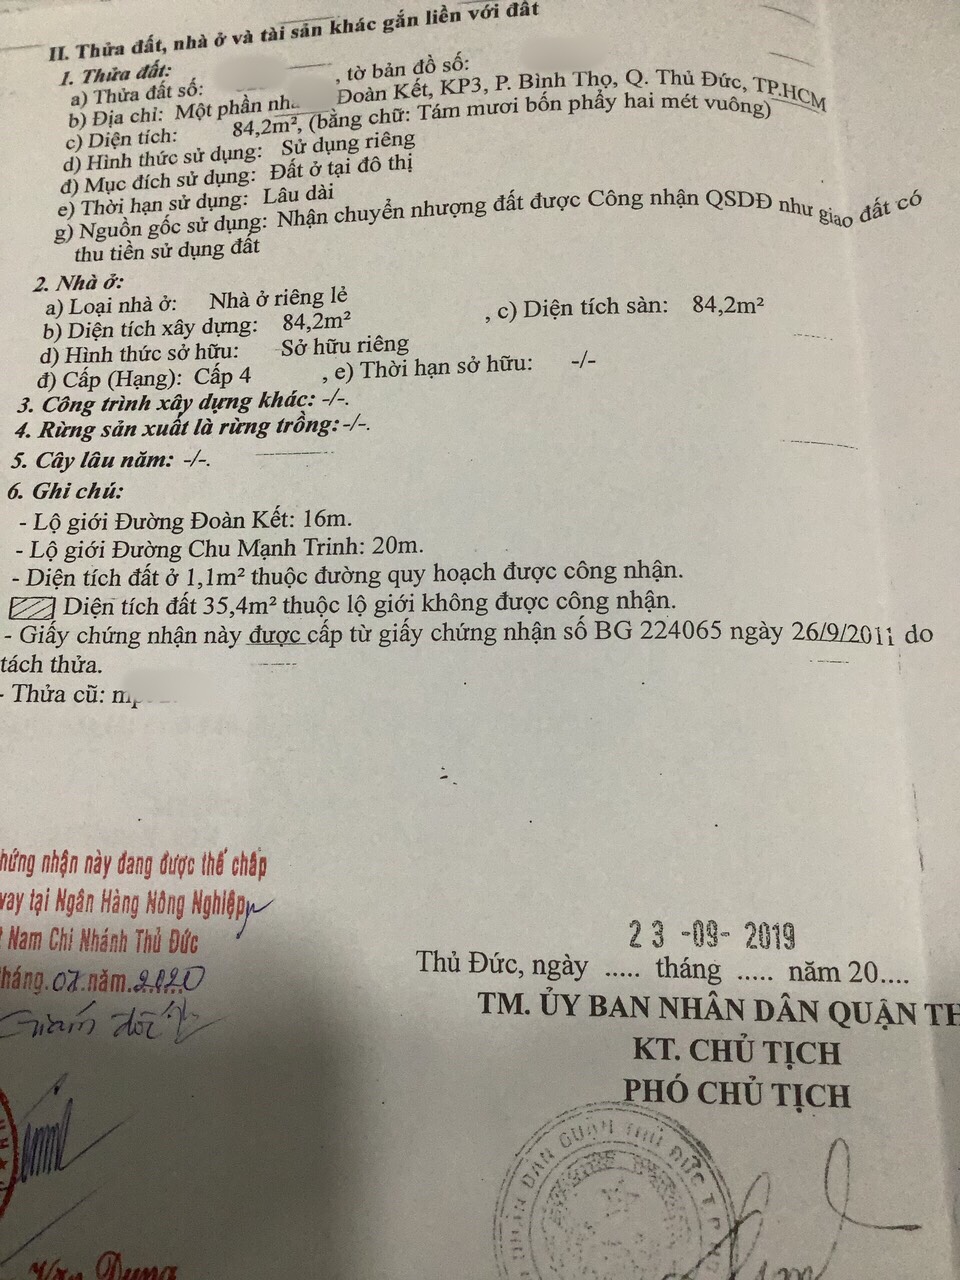 II. Thửa đất, nhà ở và tài sản khác gắn liền với đất
1. Thửa đất:
a) Thửa đất số: , tờ bản đồ số:
b) Địa chỉ: Một phần Đoàn Kết, KP3, P. Bình Thọ, Q. Thủ Đức, TP.HCM
c) Diện tích: 84,2m², (bằng chữ: Tám mươi bốn phẩy hai mét vuông)
d) Hình thức sử dụng: Sử dụng riêng
đ) Mục đích sử dụng: Đất ở tại đô thị
e) Thời hạn sử dụng: Lâu dài
g) Nguồn gốc sử dụng: Nhận chuyển nhượng đất được Công nhận QSDĐ như giao đất có
thu tiền sử dụng đất
2. Nhà ở:
a) Loại nhà ở: Nhà ở riêng lẻ
b) Diện tích xây dựng: 84,2m² , c) Diện tích sàn: 84,2m²
d) Hình thức sở hữu: Sở hữu riêng
đ) Cấp (Hạng): Cấp 4 , e) Thời hạn sở hữu: -/-
3. Công trình xây dựng khác: -/-.
4. Rừng sản xuất là rừng trồng: -/-.
5. Cây lâu năm: -/-.
6. Ghi chú:
- Lộ giới Đường Đoàn Kết: 16m.
- Lộ giới Đường Chu Mạnh Trinh: 20m.
- Diện tích đất ở 1,1m² thuộc đường quy hoạch được công nhận.
Diện tích đất 35,4m² thuộc lộ giới không được công nhận.
- Giấy chứng nhận này được cấp từ giấy chứng nhận số BG 224065 ngày 26/9/2011 do
tách thửa.
- Thửa cũ:
hứng nhận này đang được thế chấp
vay tại Ngân Hàng Nông Nghiệp
Nam Chi Nhánh Thủ Đức
háng.07.năm.2020
Giám đốc
Văn Dung
23-09-2019
Thủ Đức, ngày ..... tháng ..... năm 20....
TM. ỦY BAN NHÂN DÂN QUẬN TH
KT. CHỦ TỊCH
PHÓ CHỦ TỊCH
NHÂN DÂN QUẬN THỦ ĐỨC T.P